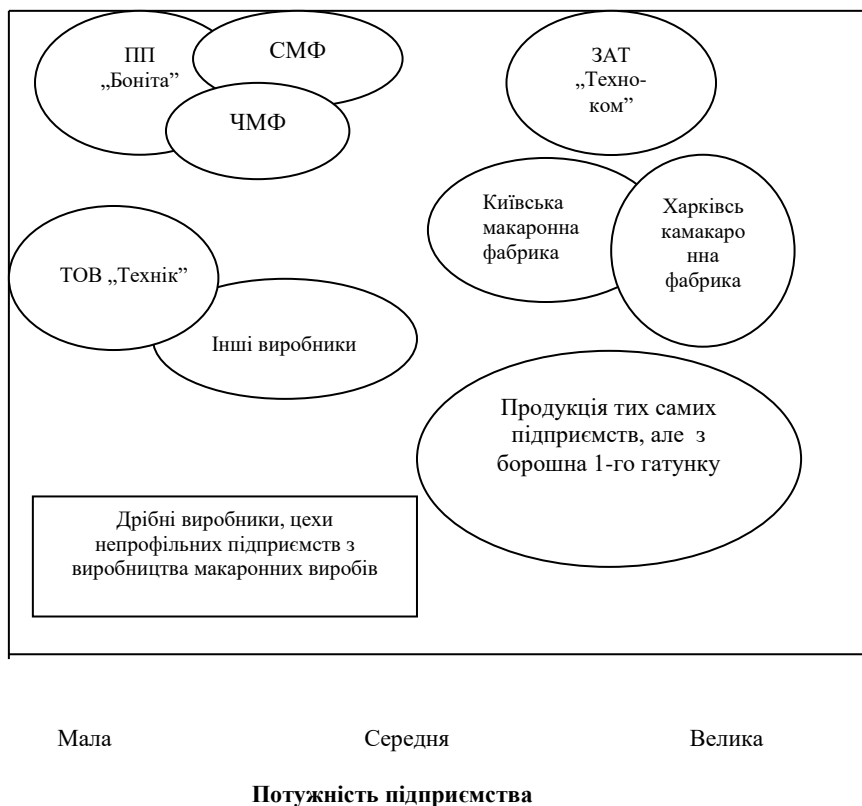 ПП
„Боніта”
СМФ
ЧМФ
ЗАТ
„Техно-
ком”
Київська
макаронна
фабрика
Харківсь
камакаро
нна
фабрика
ТОВ „Технік”
Інші виробники
Продукція тих самих
підприємств, але з
борошна 1-го гатунку
Дрібні виробники, цехи
непрофільних підприємств з
виробництва макаронних виробів
Мала Середня Велика
Потужність підприємства